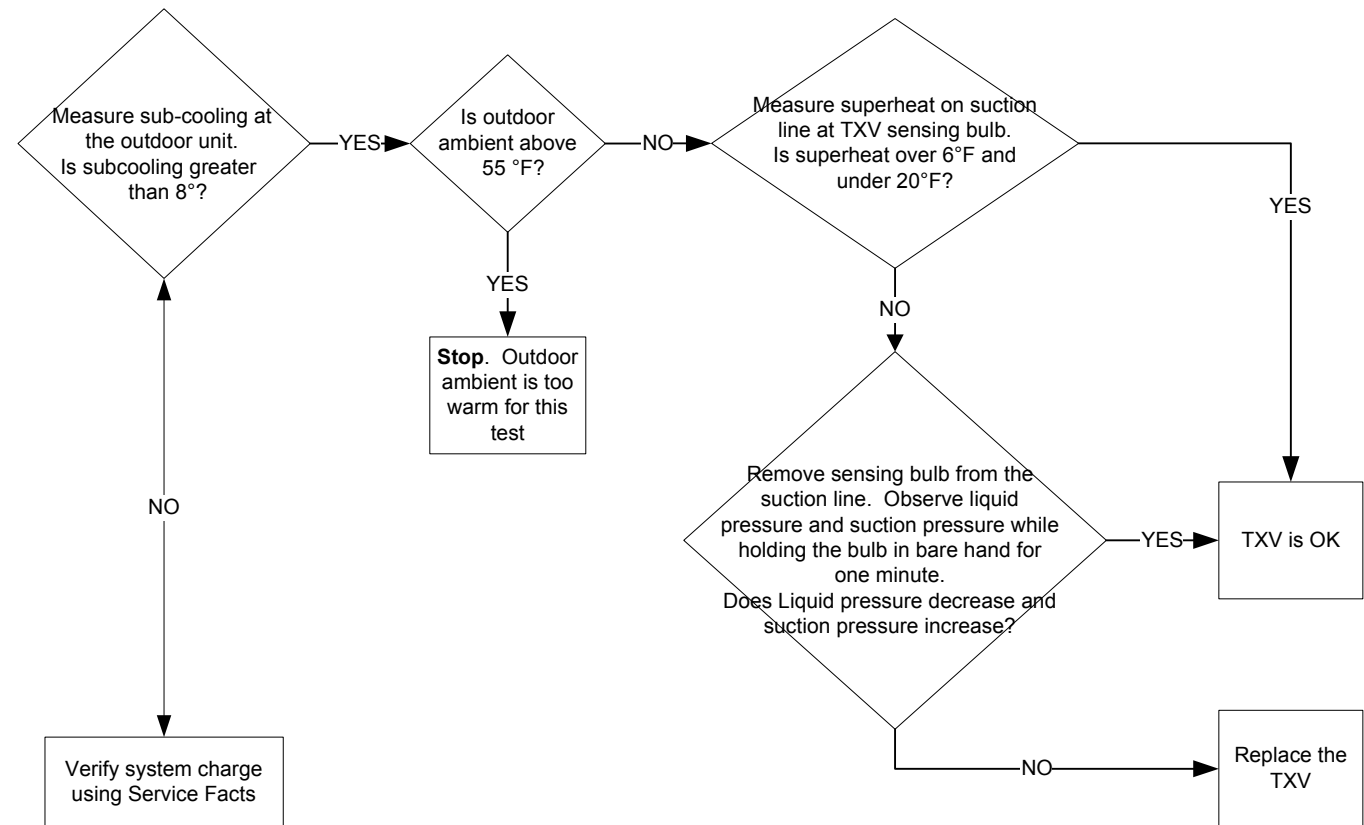 Measure sub-cooling at
the outdoor unit.
Is subcooling greater
than 8°?
YES
Is outdoor
ambient above
55 °F?
NO
Measure superheat on suction
line at TXV sensing bulb.
Is superheat over 6°F and
under 20°F?
YES
YES
NO
Stop. Outdoor
ambient is too
warm for this
test
Remove sensing bulb from the
suction line. Observe liquid
pressure and suction pressure while
holding the bulb in bare hand for
one minute.
Does Liquid pressure decrease and
suction pressure increase?
YES
TXV is OK
NO
Verify system charge
using Service Facts
NO
Replace the
TXV